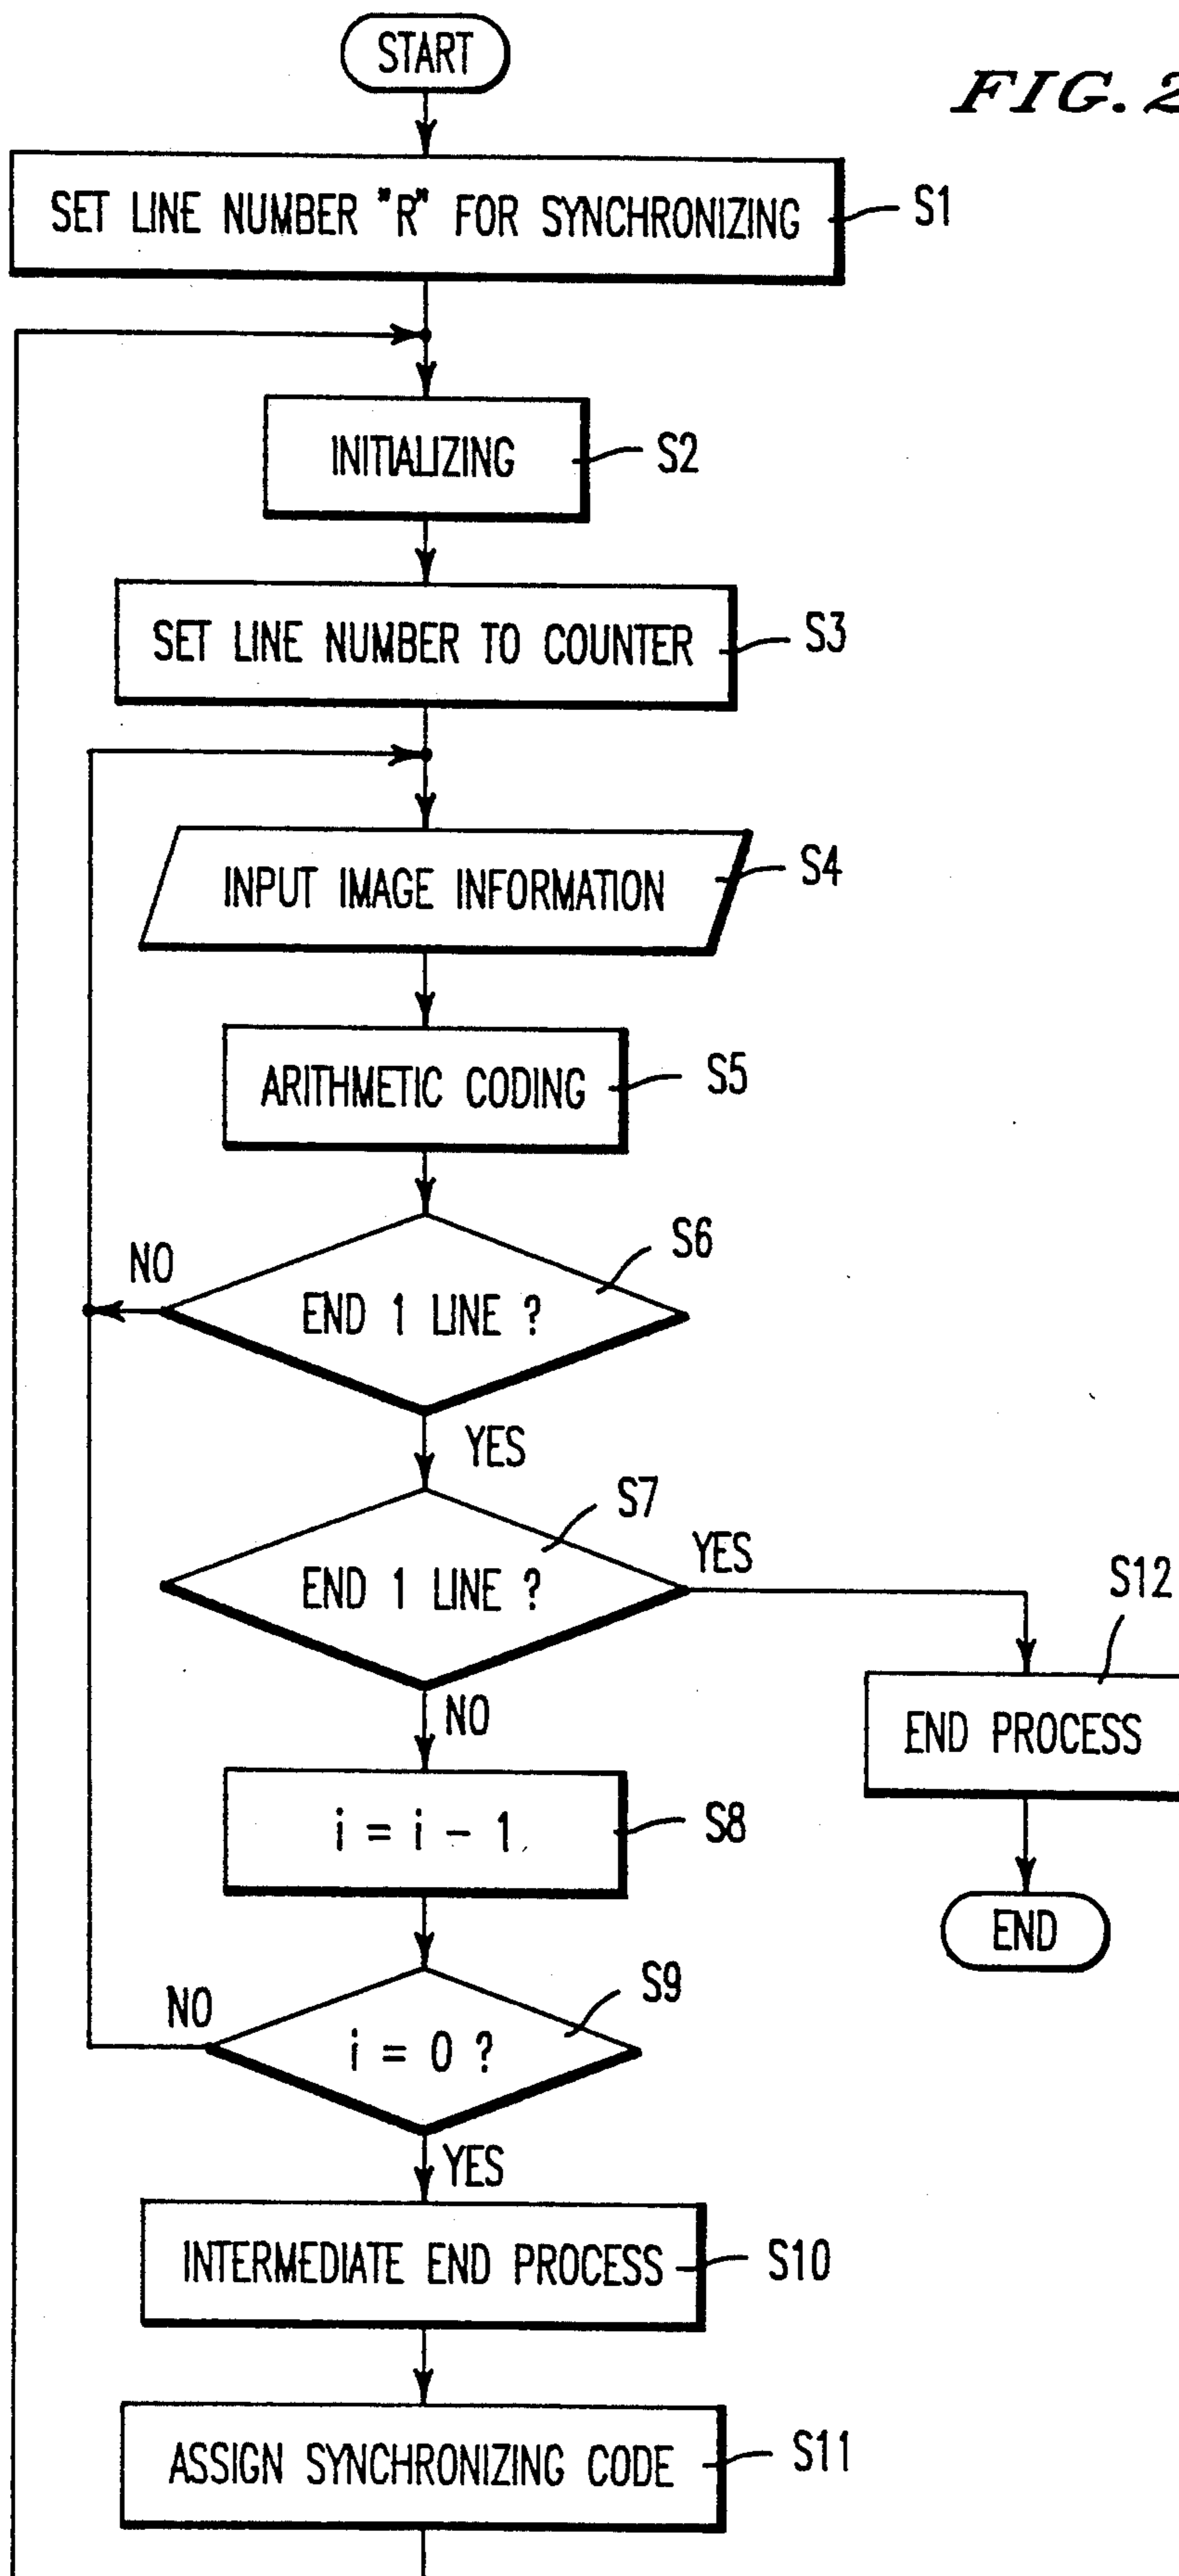 START
FIG. 2
SET LINE NUMBER "R" FOR SYNCHRONIZING
S1
INITIALIZING
S2
SET LINE NUMBER TO COUNTER
S3
INPUT IMAGE INFORMATION
S4
ARITHMETIC CODING
S5
S6
NO
END 1 LINE ?
YES
S7
END 1 LINE ?
YES
S12
NO
END PROCESS
i = i - 1
S8
END
S9
NO
i = 0 ?
YES
INTERMEDIATE END PROCESS
S10
ASSIGN SYNCHRONIZING CODE
S11